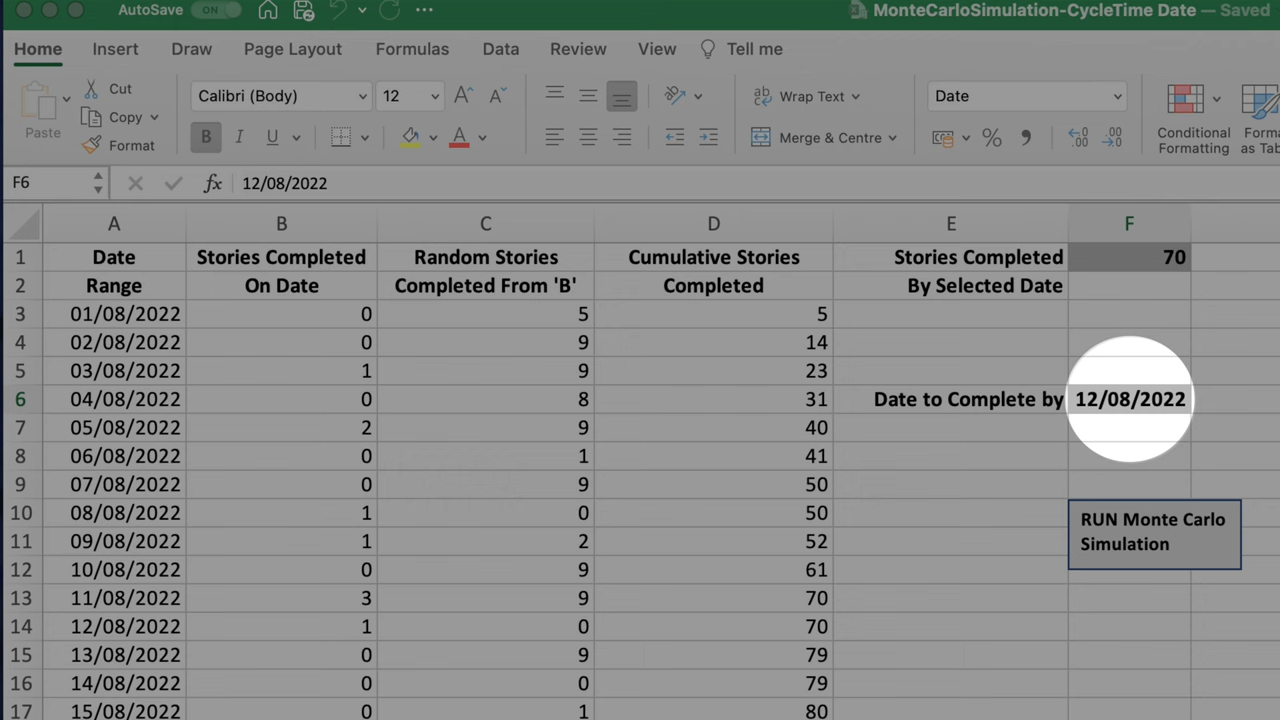 AutoSave ON MonteCarloSimulation-CycleTime Date — Saved
Home Insert Draw Page Layout Formulas Data Review View Tell me
Paste Cut Copy Format
Calibri (Body) 12 A A
B I U A
ab Wrap Text
Merge & Centre
Date
% .00 .00
Conditional Formatting
as Tab
F6 fx 12/08/2022
A B C D E F
1 Date Stories Completed Random Stories Cumulative Stories Stories Completed 70
2 Range On Date Completed From 'B' Completed By Selected Date
3 01/08/2022 0 5 5
4 02/08/2022 0 9 14
5 03/08/2022 1 9 23
6 04/08/2022 0 8 31 Date to Complete by 12/08/2022
7 05/08/2022 2 9 40
8 06/08/2022 0 1 41
9 07/08/2022 0 9 50
10 08/08/2022 1 0 50
RUN Monte Carlo
Simulation
11 09/08/2022 1 2 52
12 10/08/2022 0 9 61
13 11/08/2022 3 9 70
14 12/08/2022 1 0 70
15 13/08/2022 0 9 79
16 14/08/2022 0 0 79
17 15/08/2022 0 1 80